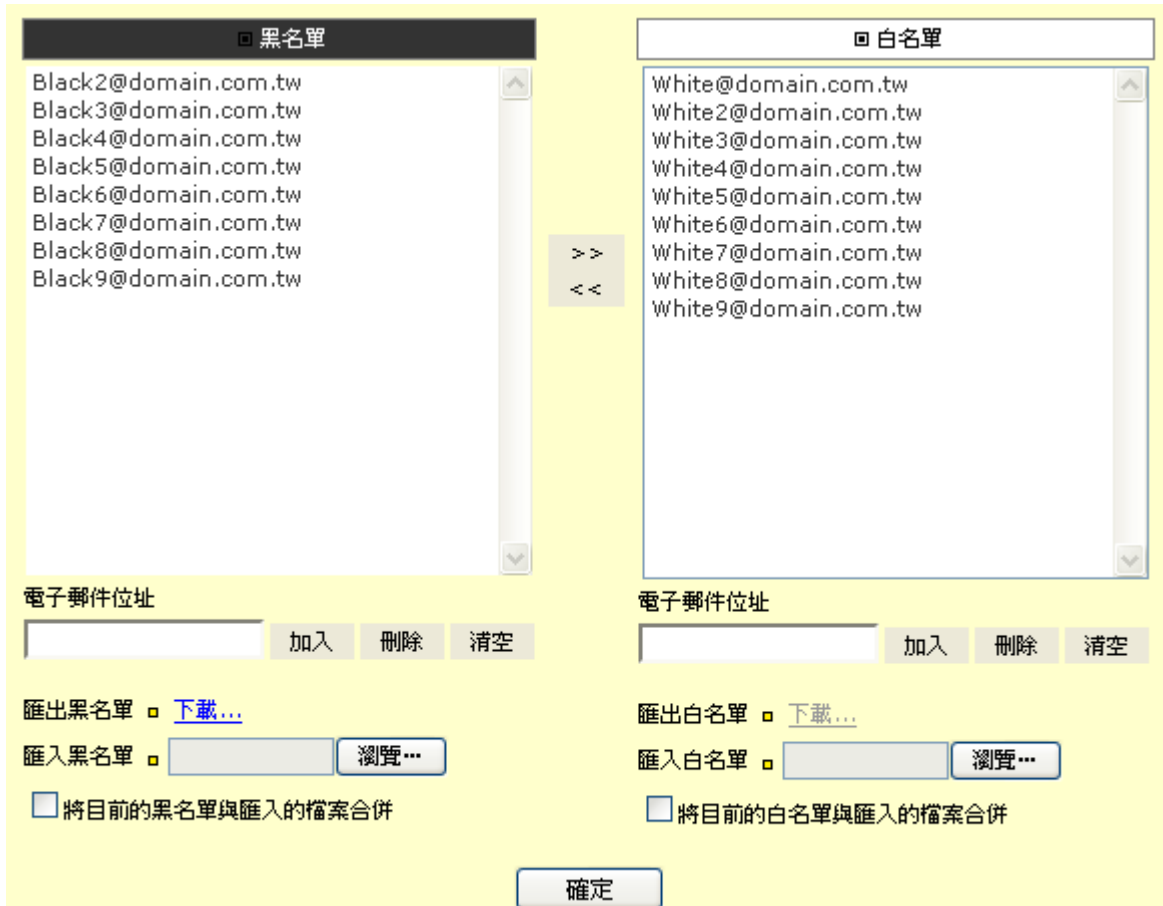 黑名單
Black2@domain.com.tw
Black3@domain.com.tw
Black4@domain.com.tw
Black5@domain.com.tw
Black6@domain.com.tw
Black7@domain.com.tw
Black8@domain.com.tw
Black9@domain.com.tw
電子郵件位址
加入 刪除 清空
匯出黑名單 下載...
匯入黑名單 瀏覽...
將目前的黑名單與匯入的檔案合併
>>
<<
白名單
White@domain.com.tw
White2@domain.com.tw
White3@domain.com.tw
White4@domain.com.tw
White5@domain.com.tw
White6@domain.com.tw
White7@domain.com.tw
White8@domain.com.tw
White9@domain.com.tw
電子郵件位址
加入 刪除 清空
匯出白名單 下載...
匯入白名單 瀏覽...
將目前的白名單與匯入的檔案合併
確定